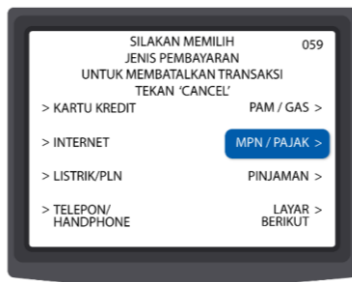 SILAKAN MEMILIH 059
JENIS PEMBAYARAN
UNTUK MEMBATALKAN TRANSAKSI
TEKAN ‘CANCEL’
> KARTU KREDIT PAM / GAS >
> INTERNET MPN / PAJAK >
> LISTRIK/PLN PINJAMAN >
> TELEPON/ LAYAR >
HANDPHONE BERIKUT